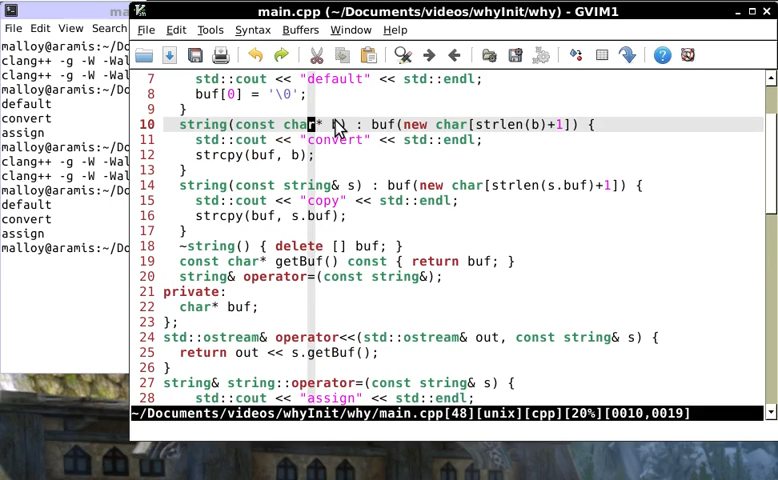 main.cpp (~/Documents/videos/whyInit/why) - GVIM1
File Edit View Search
malloy@aramis:~/Do
clang++ -g -W -Wal
clang++ -g -W -Wal
malloy@aramis:~/Do
default
convert
assign
malloy@aramis:~/Do
clang++ -g -W -Wal
clang++ -g -W -Wal
malloy@aramis:~/Do
default
convert
assign
malloy@aramis:~/Do
File Edit Tools Syntax Buffers Window Help
7 std::cout << "default" << std::endl;
8 buf[0] = '\0';
9 }
10 string(const char* b) : buf(new char[strlen(b)+1]) {
11 std::cout << "convert" << std::endl;
12 strcpy(buf, b);
13 }
14 string(const string& s) : buf(new char[strlen(s.buf)+1]) {
15 std::cout << "copy" << std::endl;
16 strcpy(buf, s.buf);
17 }
18 ~string() { delete [] buf; }
19 const char* getBuf() const { return buf; }
20 string& operator=(const string&);
21 private:
22 char* buf;
23 };
24 std::ostream& operator<<(std::ostream& out, const string& s) {
25 return out << s.getBuf();
26 }
27 string& string::operator=(const string& s) {
28 std::cout << "assign" << std::endl;
~/Documents/videos/whyInit/why/main.cpp[48][unix][cpp][20%][0010,0019]